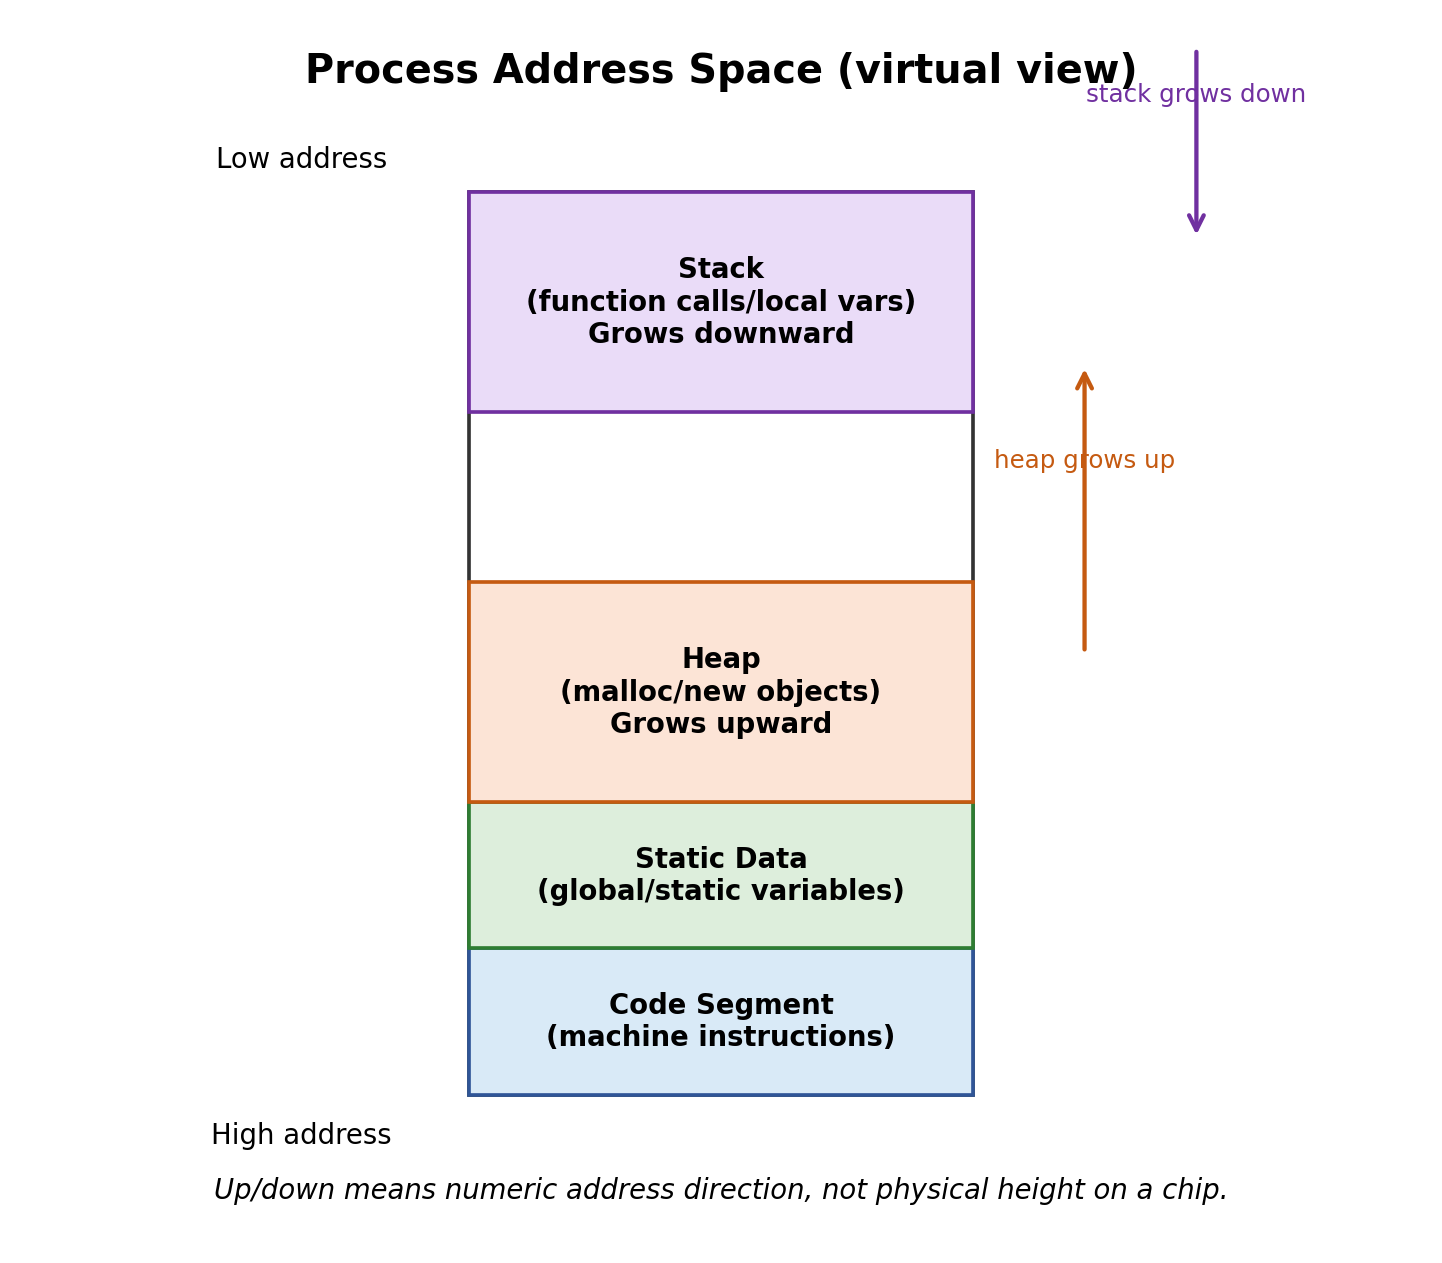 Process Address Space (virtual view)
stack grows down
Low address
Stack
(function calls/local vars)
Grows downward
heap grows up
Heap
(malloc/new objects)
Grows upward
Static Data
(global/static variables)
Code Segment
(machine instructions)
High address
Up/down means numeric address direction, not physical height on a chip.